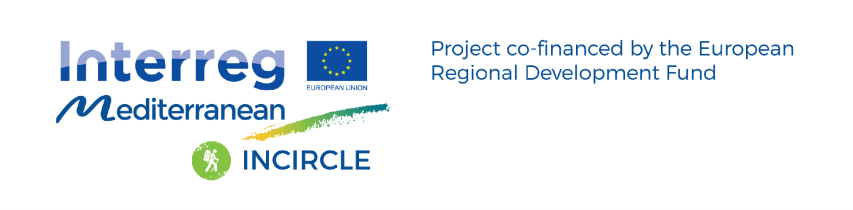 Interreg
EUROPEAN UNION
Mediterranean
INCIRCLE
Project co-financed by the European
Regional Development Fund